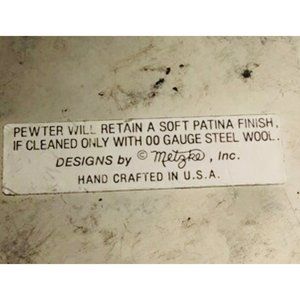 PEWTER WILL RETAIN A SOFT PATINA FINISH,
IF CLEANED ONLY WITH 00 GAUGE STEEL WOOL.
DESIGNS by © Metzke, Inc.
HAND CRAFTED IN U.S.A.